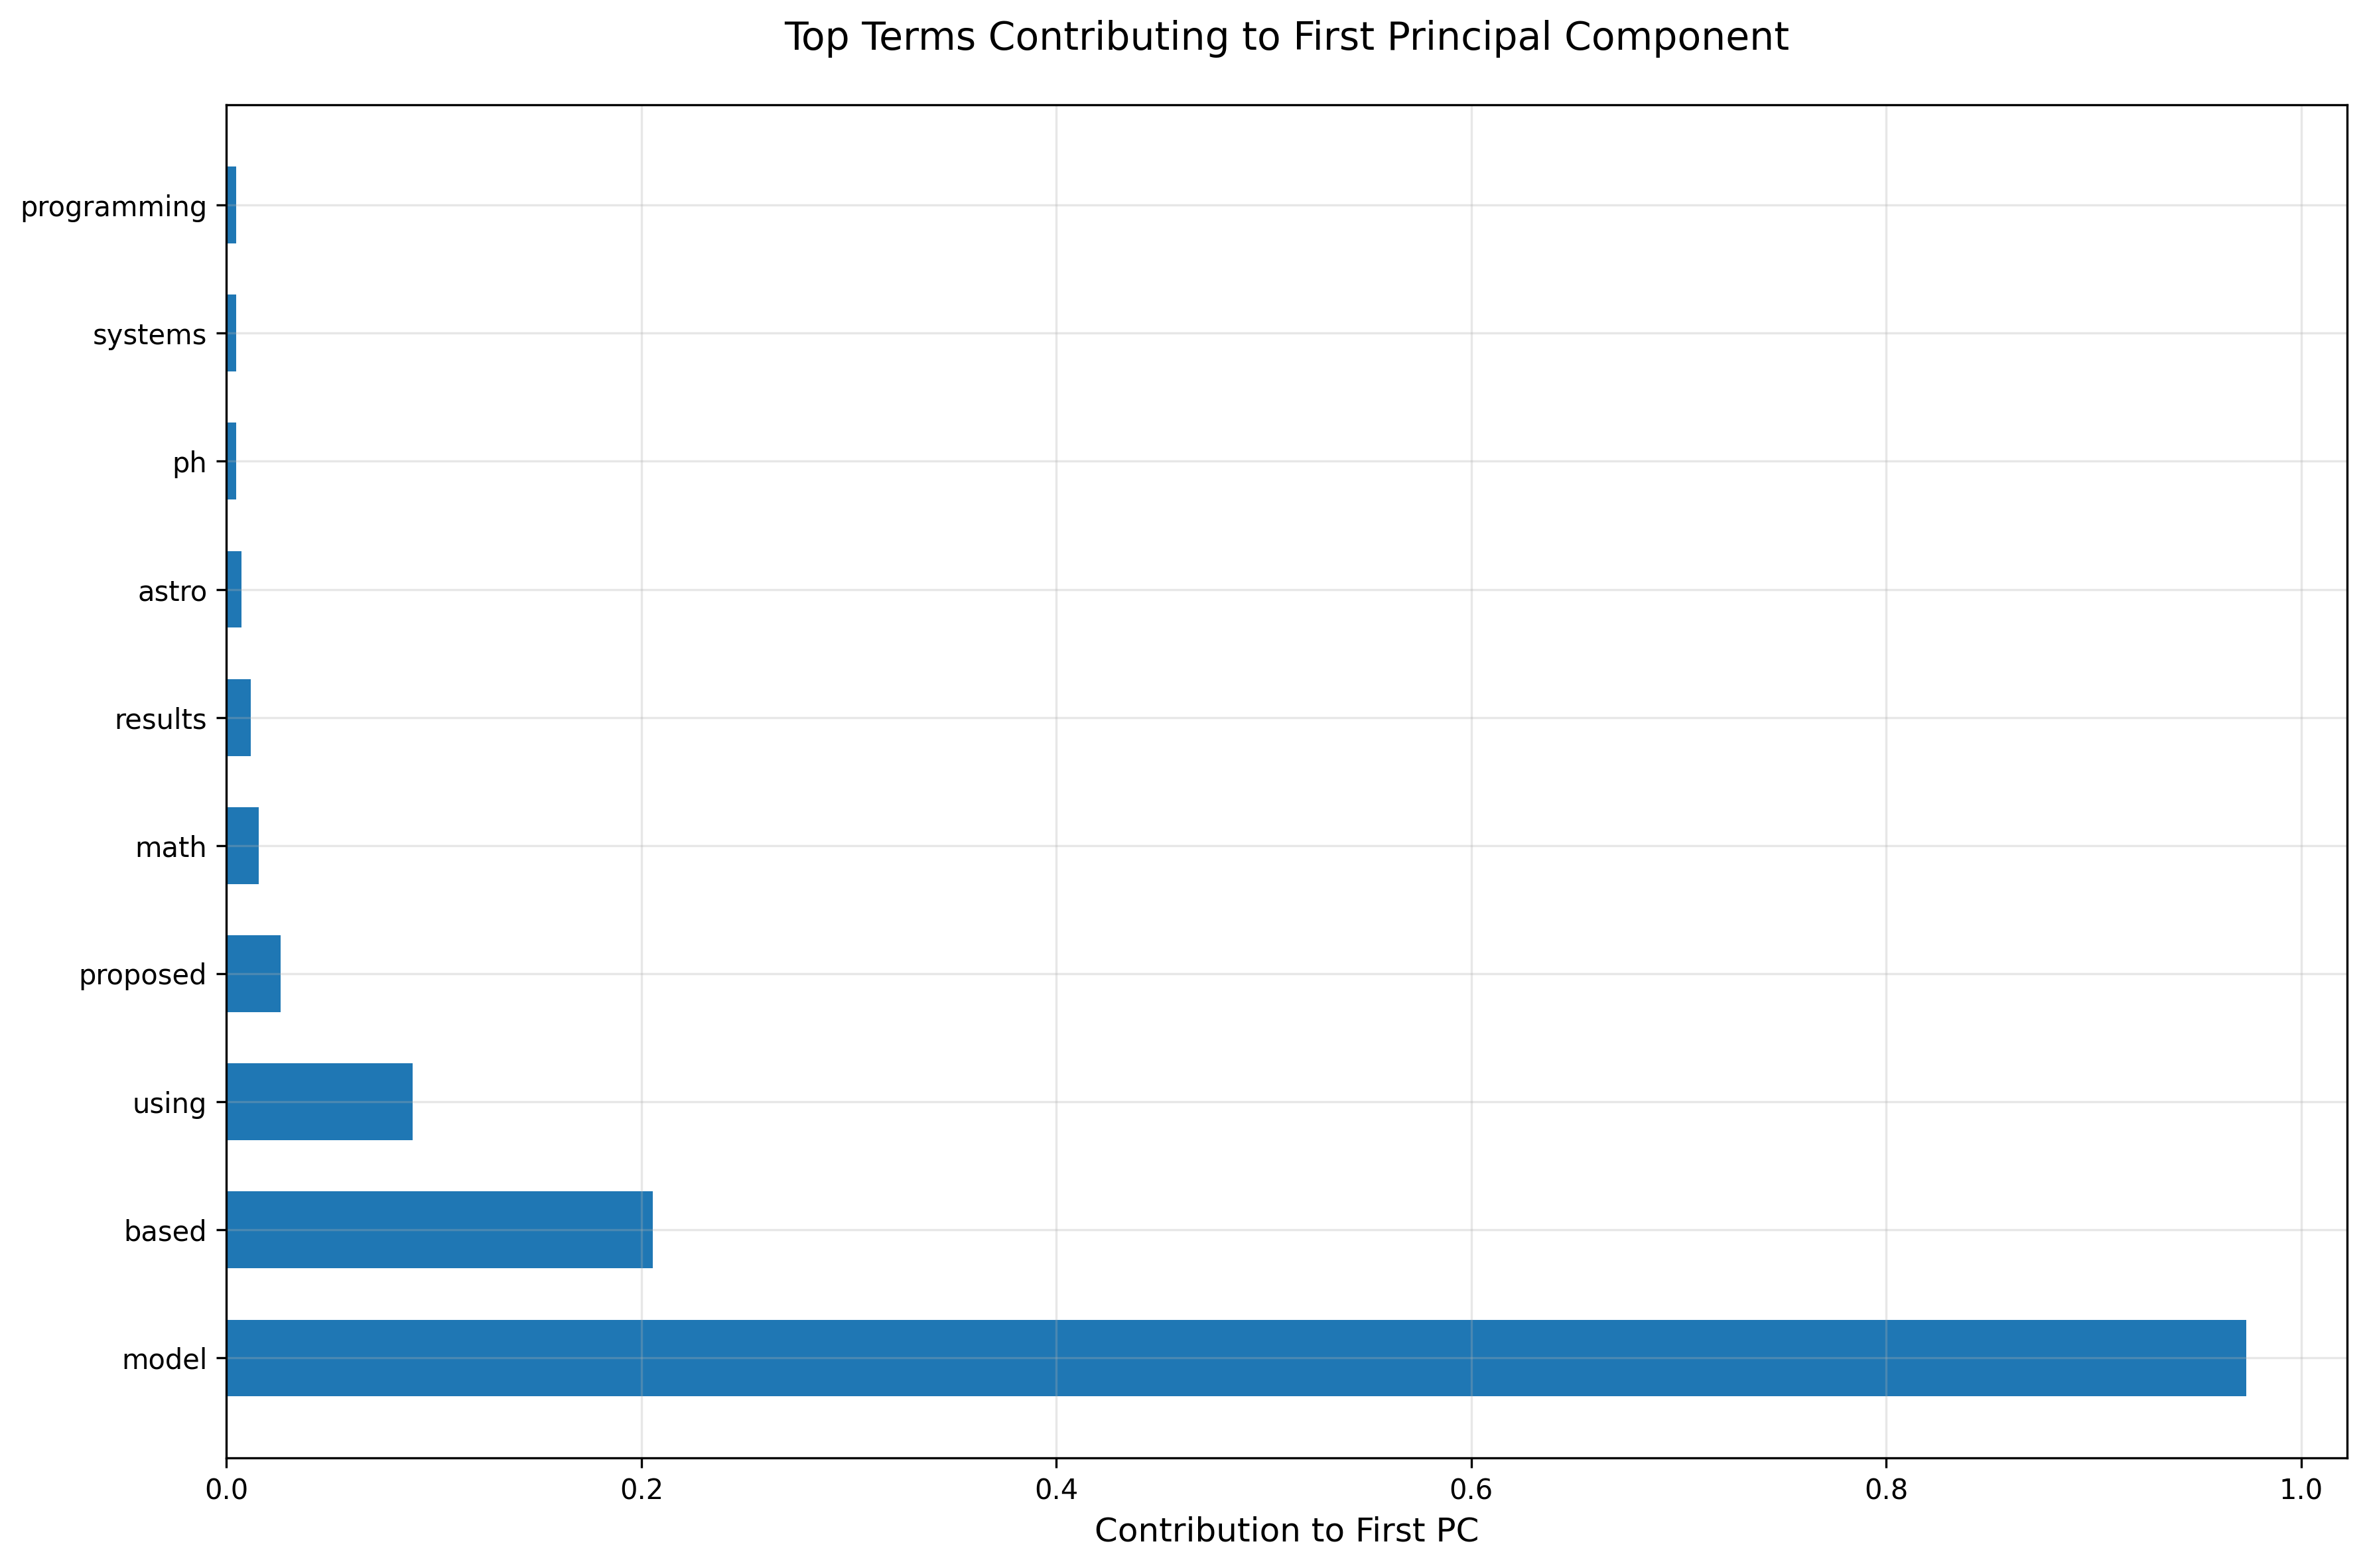 Top Terms Contributing to First Principal Component
programming
systems
ph
astro
results
math
proposed
using
based
model
0.0 0.2 0.4 0.6 0.8 1.0
Contribution to First PC